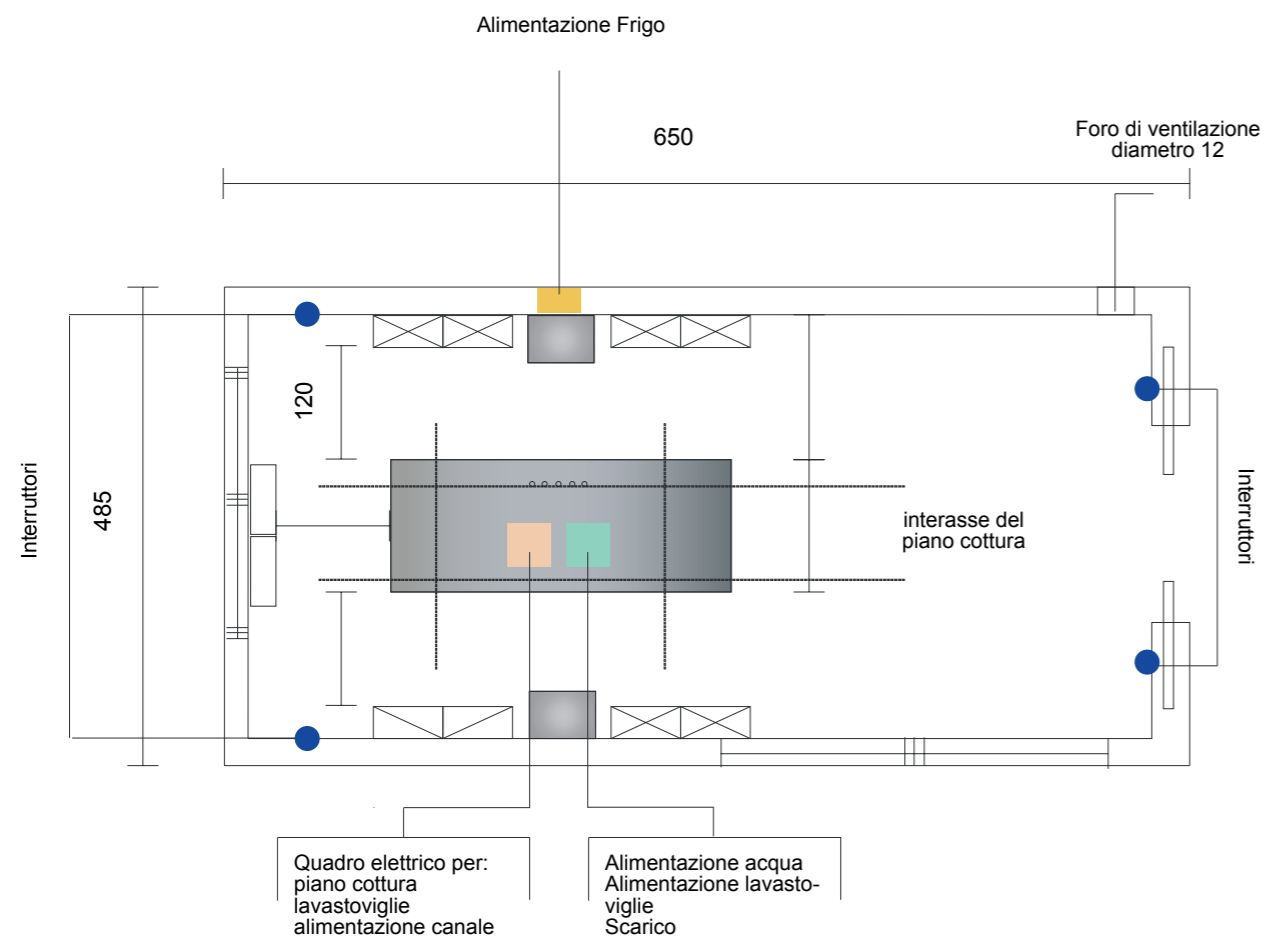 Alimentazione Frigo
650
Foro di ventilazione
diametro 12
120
485
Interruttori
Interruttori
interasse del
piano cottura
Quadro elettrico per:
piano cottura
lavastoviglie
alimentazione canale
Alimentazione acqua
Alimentazione lavasto-
viglie
Scarico